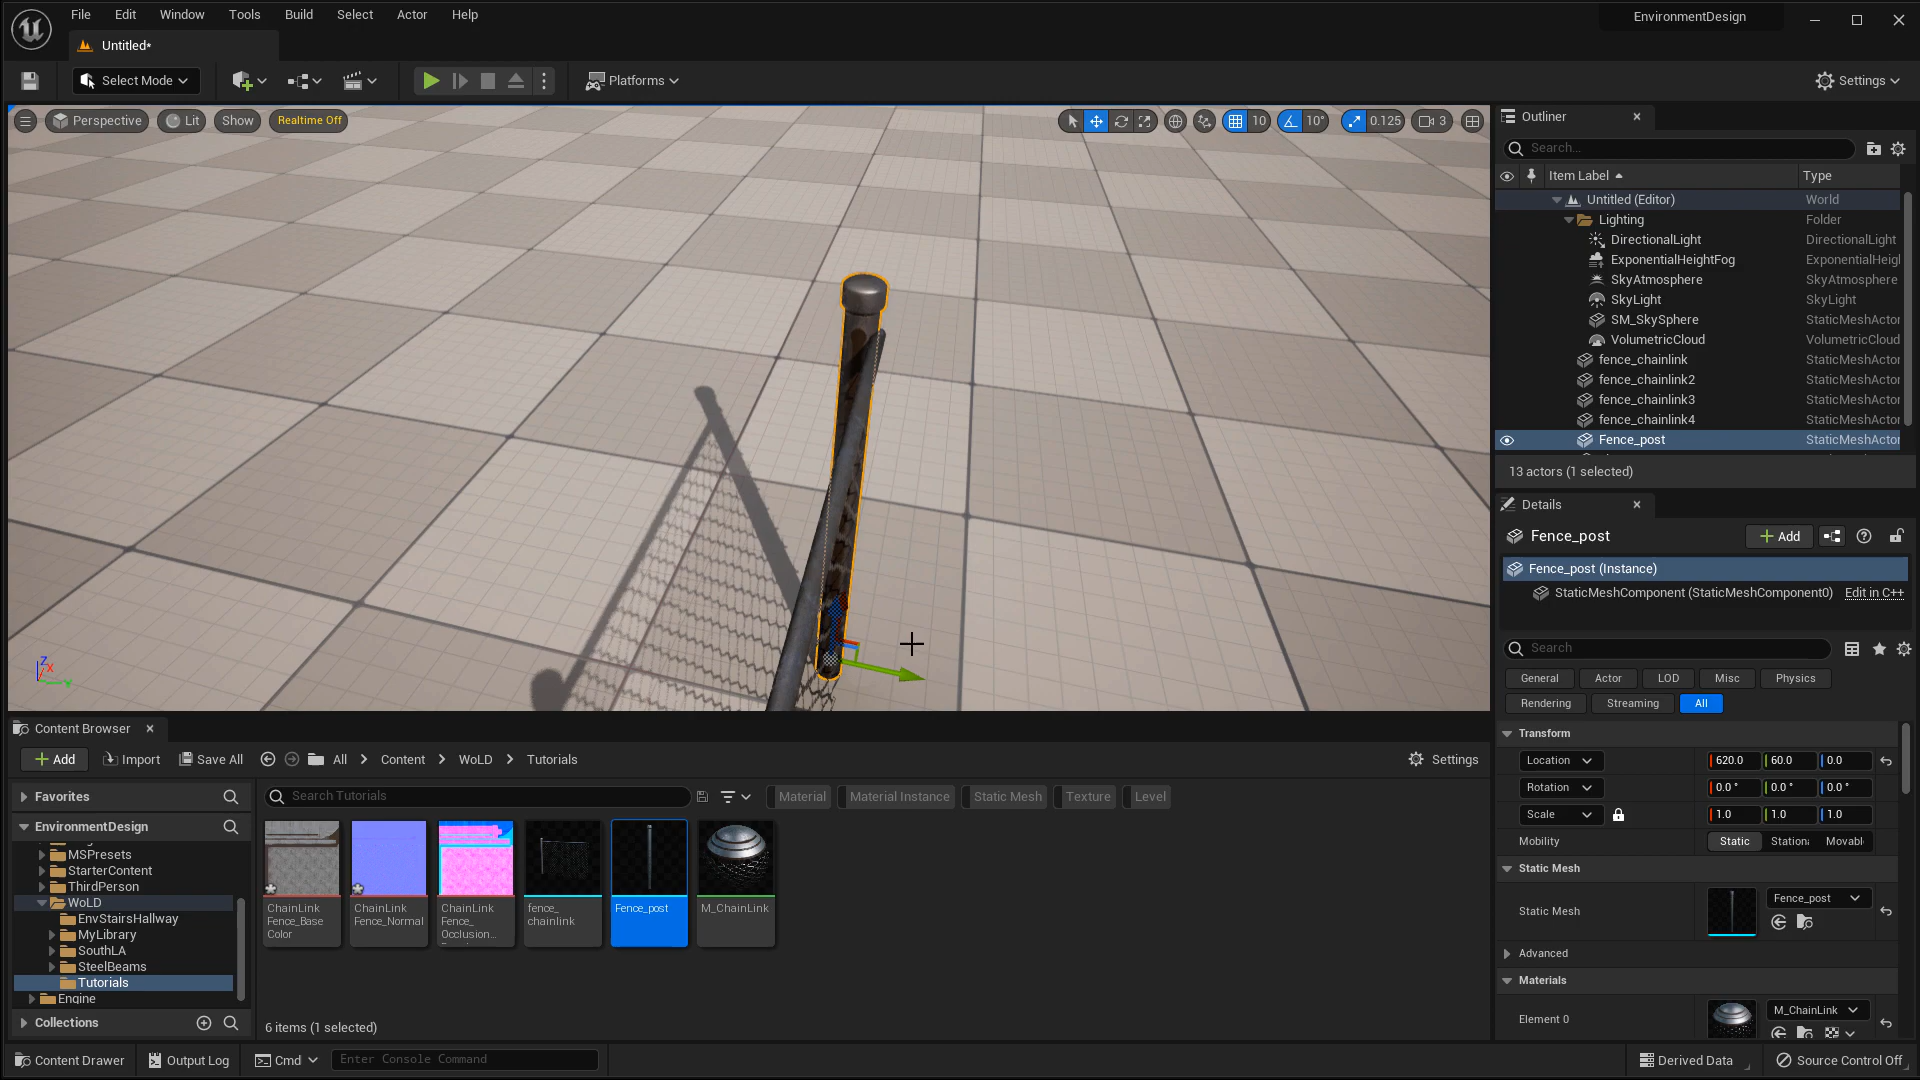 File
Edit
Window
Tools
Build
Select
Actor
Help
EnvironmentDesign
Untitled*
Select Mode
Platforms
Settings
Perspective
Lit
Show
Realtime Off
10
10°
0.125
3
Outliner
Search...
Item Label
Type
Untitled (Editor) World
Lighting Folder
DirectionalLight DirectionalLight
ExponentialHeightFog ExponentialHeigl
SkyAtmosphere SkyAtmosphere
SkyLight SkyLight
SM_SkySphere StaticMeshActor
VolumetricCloud VolumetricCloud
fence_chainlink StaticMeshActor
fence_chainlink2 StaticMeshActor
fence_chainlink3 StaticMeshActor
fence_chainlink4 StaticMeshActor
Fence_post StaticMeshActor
13 actors (1 selected)
Details
Fence_post
Add
Fence_post (Instance)
StaticMeshComponent (StaticMeshComponent0) Edit in C++
Search
General Actor LOD Misc Physics
Rendering Streaming All
Transform
Location 620.0 60.0 0.0
Rotation 0.0 ° 0.0 ° 0.0 °
Scale 1.0 1.0 1.0
Mobility Static Stationa Movabl
Static Mesh
Static Mesh Fence_post
Advanced
Materials
Element 0 M_ChainLink
Z
X
Y
Content Browser
Add Import Save All All Content WoLD Tutorials Settings
Favorites
Search Tutorials
Material Material Instance Static Mesh Texture Level
EnvironmentDesign
MSPresets
StarterContent
ThirdPerson
WoLD
EnvStairsHallway
MyLibrary
SouthLA
SteelBeams
Tutorials
Engine
Collections
ChainLink
Fence_Base
Color
ChainLink
Fence_Normal
ChainLink
Fence_
Occlusion...
fence_
chainlink
Fence_post
M_ChainLink
6 items (1 selected)
Content Drawer
Output Log
Cmd
Enter Console Command
Derived Data
Source Control Off